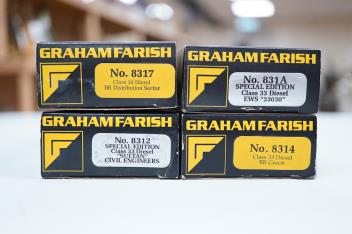 GRAHAM FARISH
No. 8317
Class 33 Diesel
BR Distribution Sector
GRAHAM FARISH
No. 831A
SPECIAL EDITION
Class 33 Diesel
EWS "33030"
GRAHAM FARISH
No. 8312
SPECIAL EDITION
Class 33 Diesel
"SULTAN"
CIVIL ENGINEERS
GRAHAM FARISH
No. 8314
Class 33 Diesel
BR Green